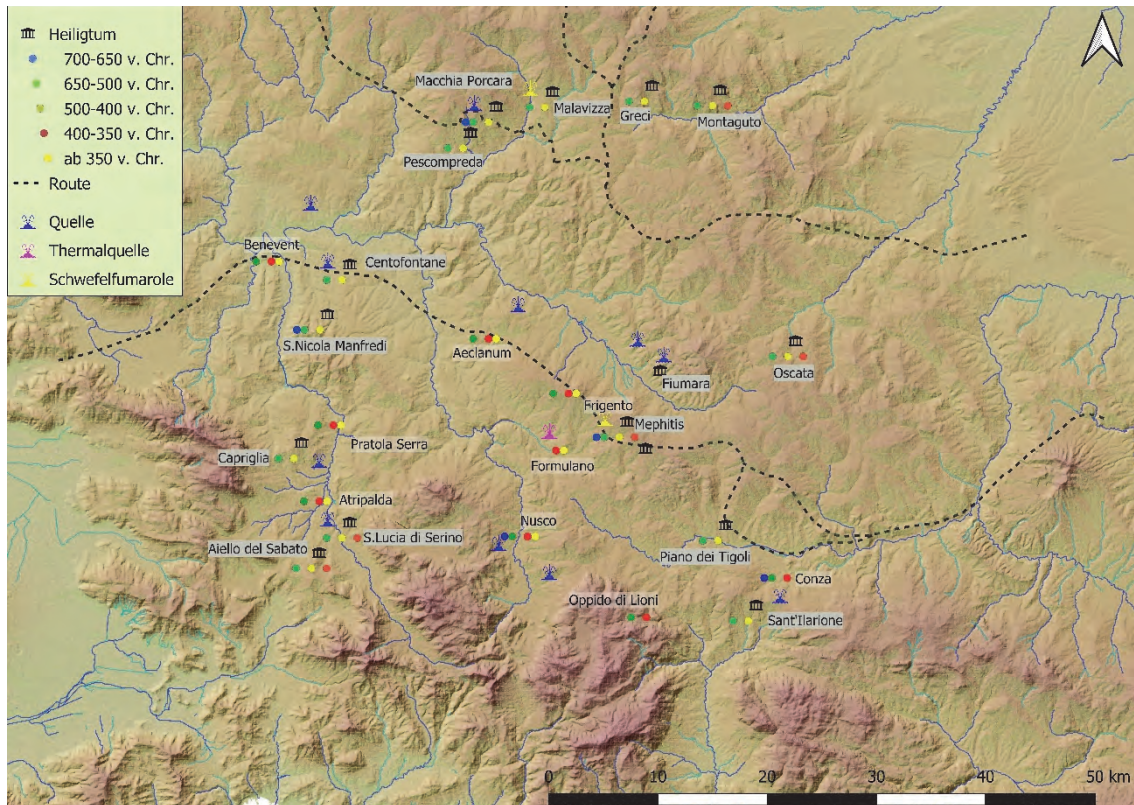 Heiligtum
700-650 v. Chr.
650-500 v. Chr.
500-400 v. Chr.
400-350 v. Chr.
ab 350 v. Chr.
Route
Quelle
Thermalquelle
Schwefelfumarole
Macchia Porcara
Malavizza
Greci
Montaguto
Pescompreda
Benevent
Centofontane
S.Nicola Manfredi
Aeclanum
Fiumara
Oscata
Frigento
Mephitis
Pratola Serra
Capriglia
Formulano
Atripalda
S.Lucia di Serino
Nusco
Aiello del Sabato
Piano dei Tigoli
Conza
Oppido di Lioni
Sant'Ilarione
0 10 20 30 40 50 km